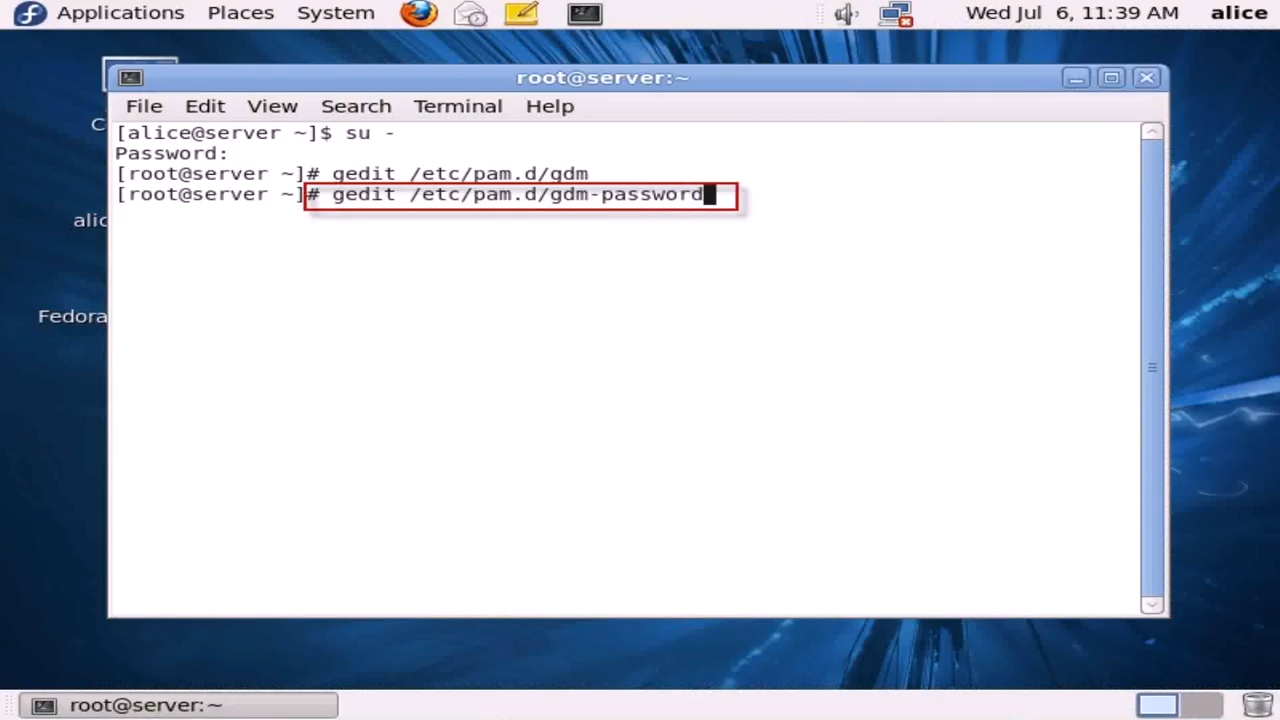 Applications Places System Wed Jul 6, 11:39 AM alice
root@server:~
File Edit View Search Terminal Help
[alice@server ~]$ su -
Password:
[root@server ~]# gedit /etc/pam.d/gdm
[root@server ~]# gedit /etc/pam.d/gdm-password
C
alic
Fedora
root@server:~